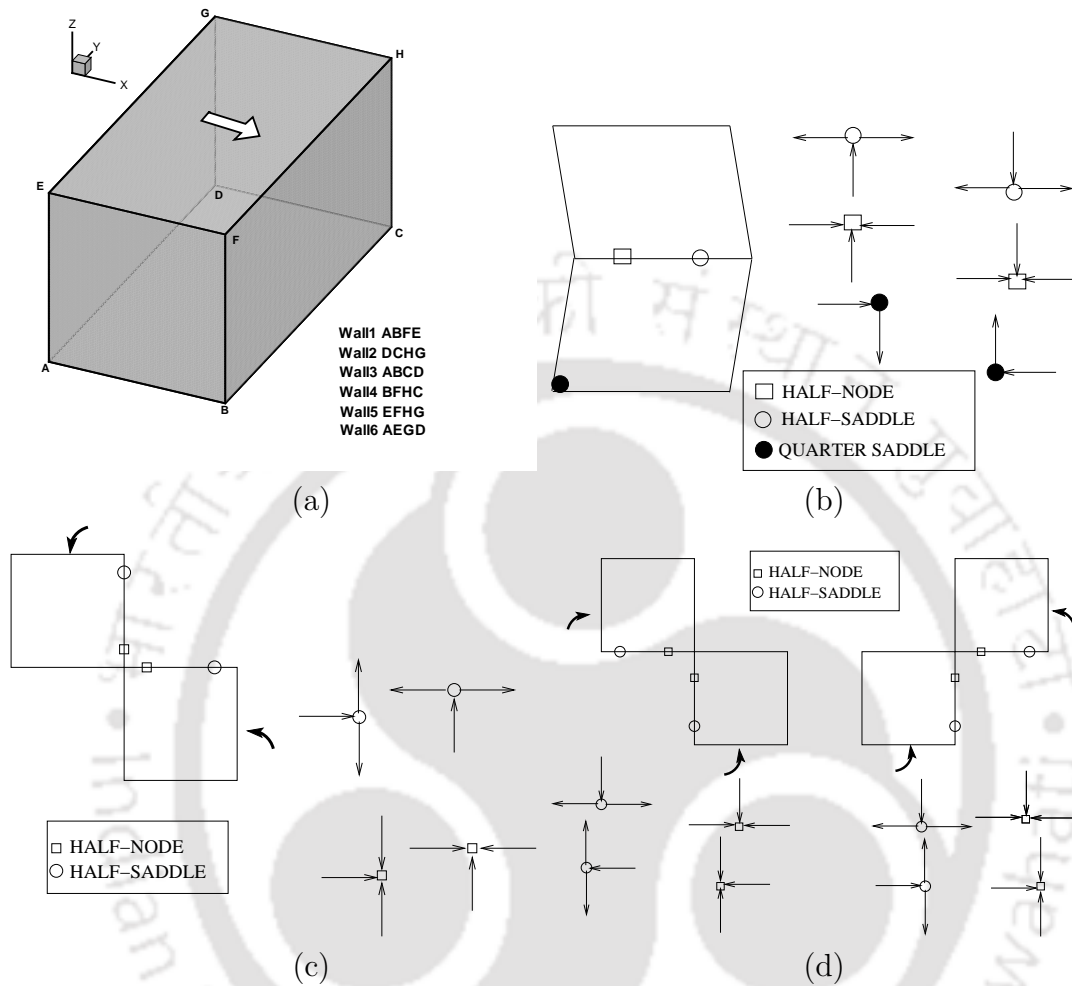 G
Z
Y
X
H
E
D
C
F
A
B
Wall1 ABFE
Wall2 DCHG
Wall3 ABCD
Wall4 BFHC
Wall5 EFHG
Wall6 AEGD
(a)
HALF-NODE
HALF-SADDLE
QUARTER SADDLE
(b)
HALF-NODE
HALF-SADDLE
(c)
HALF-NODE
HALF-SADDLE
(d)